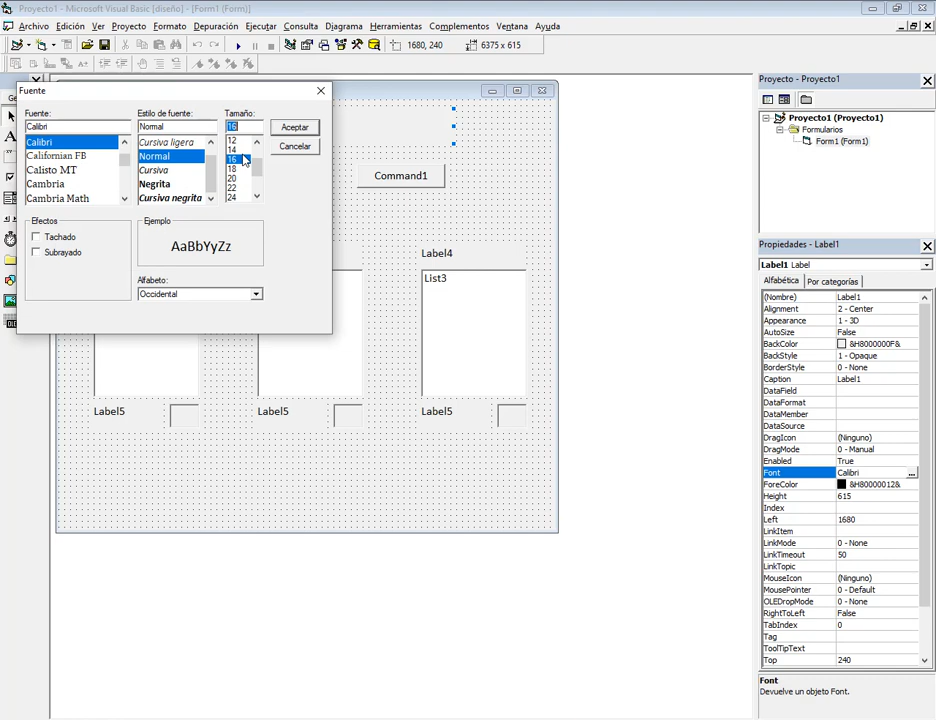 Proyecto1 - Microsoft Visual Basic [diseño] - [Form1 (Form)]
Archivo Edición Ver Proyecto Formato Depuración Ejecutar Consulta Diagrama Herramientas Complementos Ventana Ayuda
1680, 240 6375 x 615
Fuente
Fuente:
Calibri
Calibri
Californian FB
Calisto MT
Cambria
Cambria Math
Estilo de fuente:
Normal
Cursiva ligera
Normal
Cursiva
Negrita
Cursiva negrita
Tamaño:
16
12
14
16
18
20
22
24
Aceptar
Cancelar
Efectos
Tachado
Subrayado
Ejemplo
AaBbYyZz
Alfabeto:
Occidental
Command1
Label4
List3
Label5
Label5
Label5
Proyecto - Proyecto1
Proyecto1 (Proyecto1)
Formularios
Form1 (Form1)
Propiedades - Label1
Label1 Label
Alfabética Por categorías
(Nombre) Label1
Alignment 2 - Center
Appearance 1 - 3D
AutoSize False
BackColor &H8000000F&
BackStyle 1 - Opaque
BorderStyle 0 - None
Caption Label1
DataField
DataFormat
DataMember
DataSource
DragIcon (Ninguno)
DragMode 0 - Manual
Enabled True
Font Calibri ...
ForeColor &H80000012&
Height 615
Index
Left 1680
LinkItem
LinkMode 0 - None
LinkTimeout 50
LinkTopic
MouseIcon (Ninguno)
MousePointer 0 - Default
OLEDropMode 0 - None
RightToLeft False
TabIndex 0
Tag
ToolTipText
Top 240
Font
Devuelve un objeto Font.